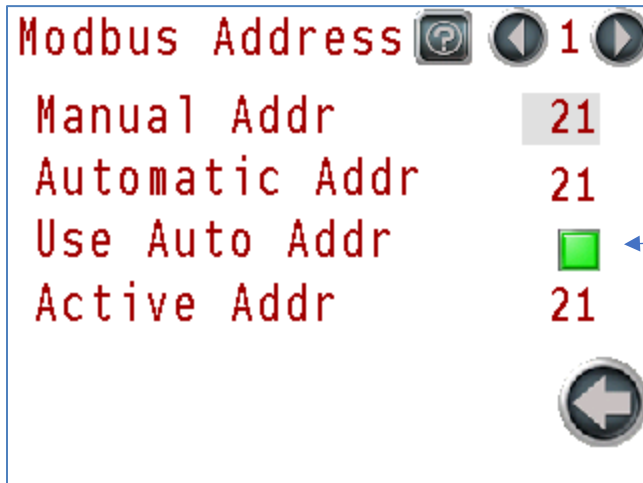 Modbus Address ? 1
Manual Addr 21
Automatic Addr 21
Use Auto Addr
Active Addr 21